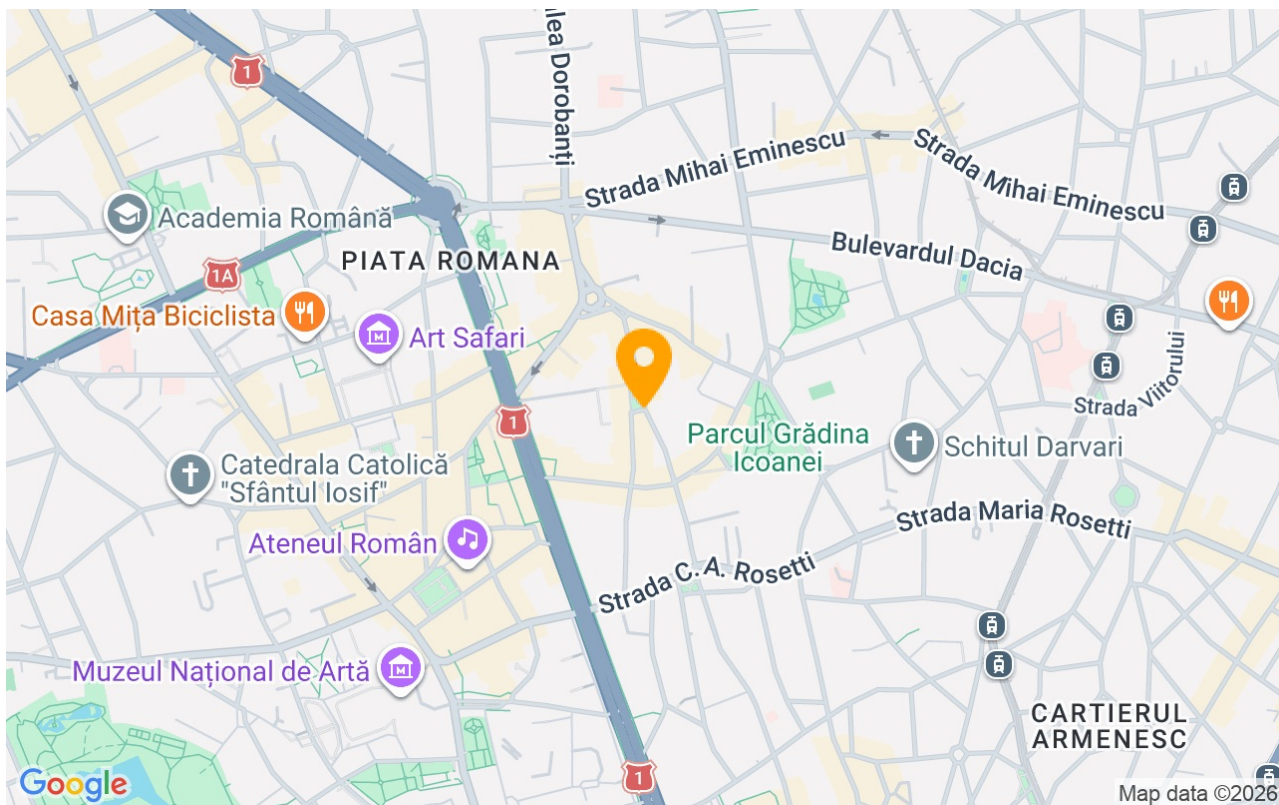 1
lea Dorobanți
Strada Mihai Eminescu
Strada Mihai Eminescu
Academia Română
PIATA ROMANA
Bulevardul Dacia
1A
Casa Mița Biciclista
Art Safari
Strada Viitorului
1
Parcul Grădina
Icoanei
Schitul Darvari
Catedrala Catolică
"Sfântul Iosif"
Strada Maria Rosetti
Ateneul Român
Strada C. A. Rosetti
Muzeul Național de Artă
CARTIERUL
ARMENESC
1
Google
Map data ©2026